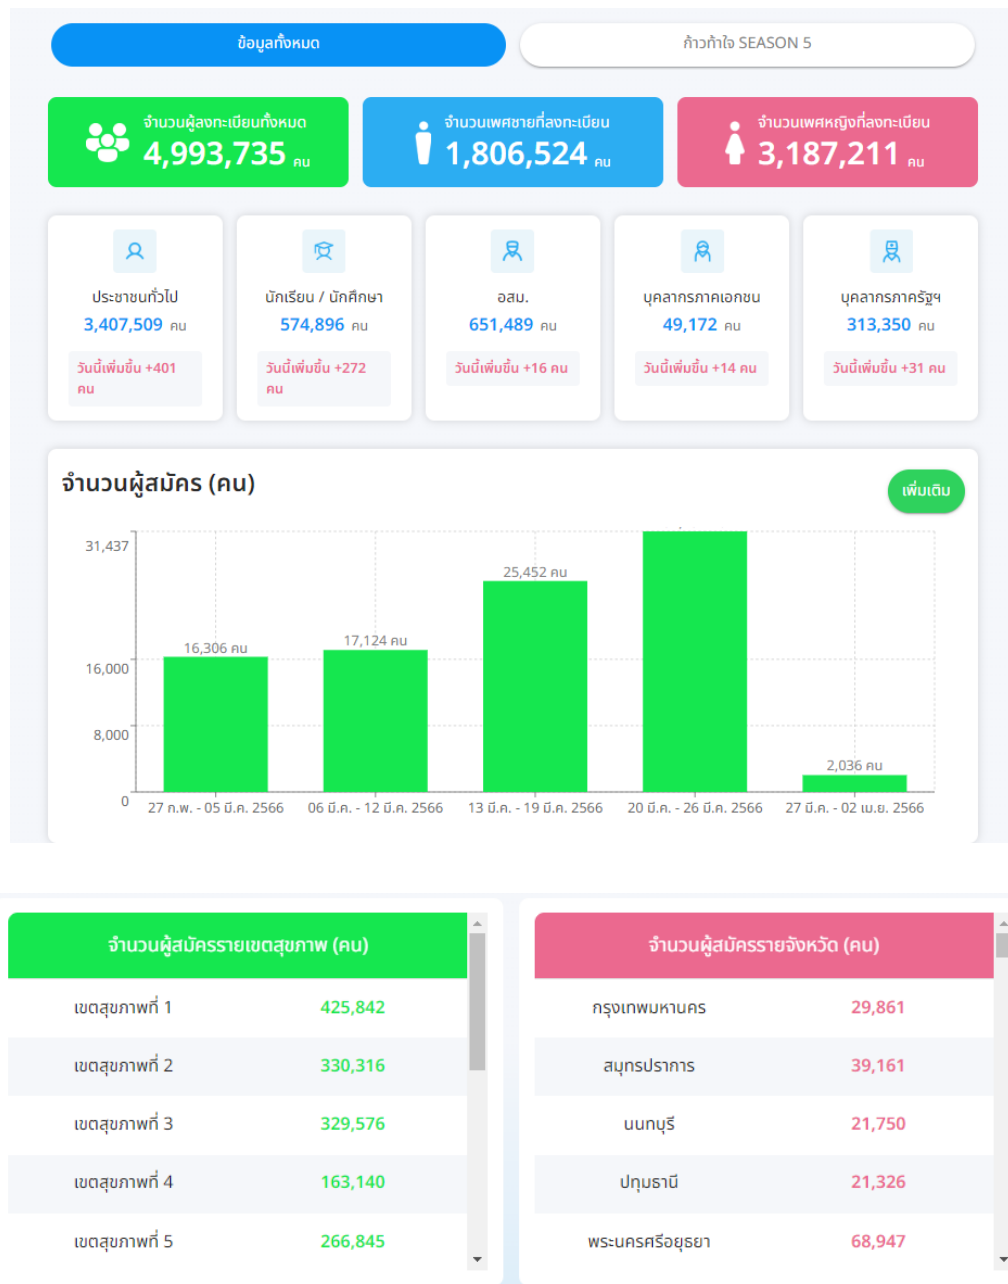 ข้อมูลทั้งหมด
ก้าวท้าใจ SEASON 5
จำนวนผู้ลงทะเบียนทั้งหมด
4,993,735 คน
จำนวนเพศชายที่ลงทะเบียน
1,806,524 คน
จำนวนเพศหญิงที่ลงทะเบียน
3,187,211 คน
ประชาชนทั่วไป
3,407,509 คน
วันนี้เพิ่มขึ้น +401
คน
นักเรียน / นักศึกษา
574,896 คน
วันนี้เพิ่มขึ้น +272
คน
อสม.
651,489 คน
วันนี้เพิ่มขึ้น +16 คน
บุคลากรภาคเอกชน
49,172 คน
วันนี้เพิ่มขึ้น +14 คน
บุคลากรภาครัฐฯ
313,350 คน
วันนี้เพิ่มขึ้น +31 คน
จำนวนผู้สมัคร (คน)
เพิ่มเติม
31,437
16,000
8,000
0
16,306 คน
17,124 คน
25,452 คน
2,036 คน
27 ก.พ. - 05 มี.ค. 2566
06 มี.ค. - 12 มี.ค. 2566
13 มี.ค. - 19 มี.ค. 2566
20 มี.ค. - 26 มี.ค. 2566
27 มี.ค. - 02 เม.ย. 2566
จำนวนผู้สมัครรายเขตสุขภาพ (คน)
เขตสุขภาพที่ 1 425,842
เขตสุขภาพที่ 2 330,316
เขตสุขภาพที่ 3 329,576
เขตสุขภาพที่ 4 163,140
เขตสุขภาพที่ 5 266,845
จำนวนผู้สมัครรายจังหวัด (คน)
กรุงเทพมหานคร 29,861
สมุทรปราการ 39,161
นนทบุรี 21,750
ปทุมธานี 21,326
พระนครศรีอยุธยา 68,947